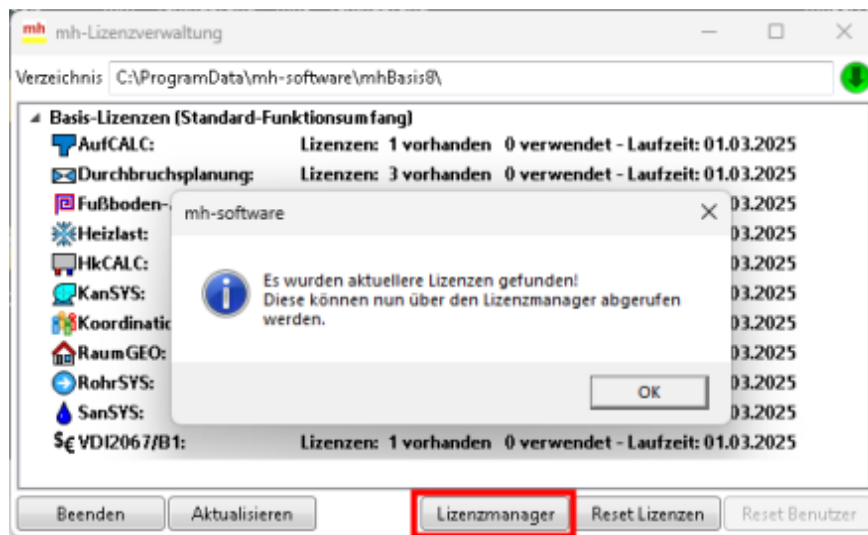 mh mh-Lizenzverwaltung
Verzeichnis C:\ProgramData\mh-software\mhBasis8\
Basis-Lizenzen (Standard-Funktionsumfang)
AufCALC: Lizenzen: 1 vorhanden 0 verwendet - Laufzeit: 01.03.2025
Durchbruchsplanung: Lizenzen: 3 vorhanden 0 verwendet - Laufzeit: 01.03.2025
Fußboden- 03.2025
mh-software
Heizlast: 03.2025
HkCALC: 03.2025
Es wurden aktuellere Lizenzen gefunden!
KanSYS: 03.2025
Diese können nun über den Lizenzmanager abgerufen
werden.
Koordinatic 03.2025
RaumGEO: 03.2025
RohrSYS: 03.2025
OK
SanSYS: 03.2025
$€ VDI2067/B1: Lizenzen: 1 vorhanden 0 verwendet - Laufzeit: 01.03.2025
Beenden Aktualisieren Lizenzmanager Reset Lizenzen Reset Benutzer